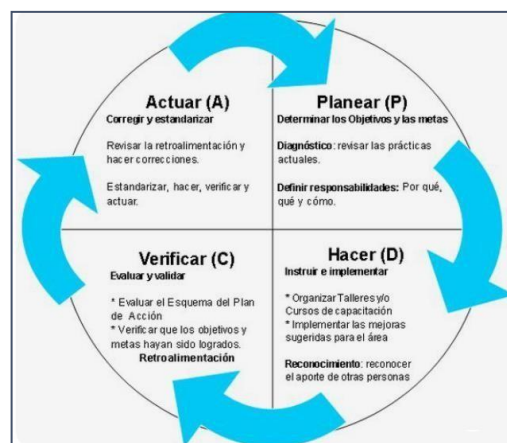 Actuar (A)
Corregir y estandarizar
Revisar la retroalimentación y
hacer correcciones.
Estandarizar, hacer, verificar y
actuar.
Planear (P)
Determinar los Objetivos y las metas
Diagnóstico: revisar las prácticas
actuales.
Definir responsabilidades: Por qué,
qué y cómo.
Verificar (C)
Evaluar y validar
* Evaluar el Esquema del Plan
de Acción
* Verificar que los objetivos y
metas hayan sido logrados.
Retroalimentación
Hacer (D)
Instruir e implementar
* Organizar Talleres y/o
Cursos de capacitación
* Implementar las mejoras
sugeridas para el área
Reconocimiento: reconocer
el aporte de otras personas